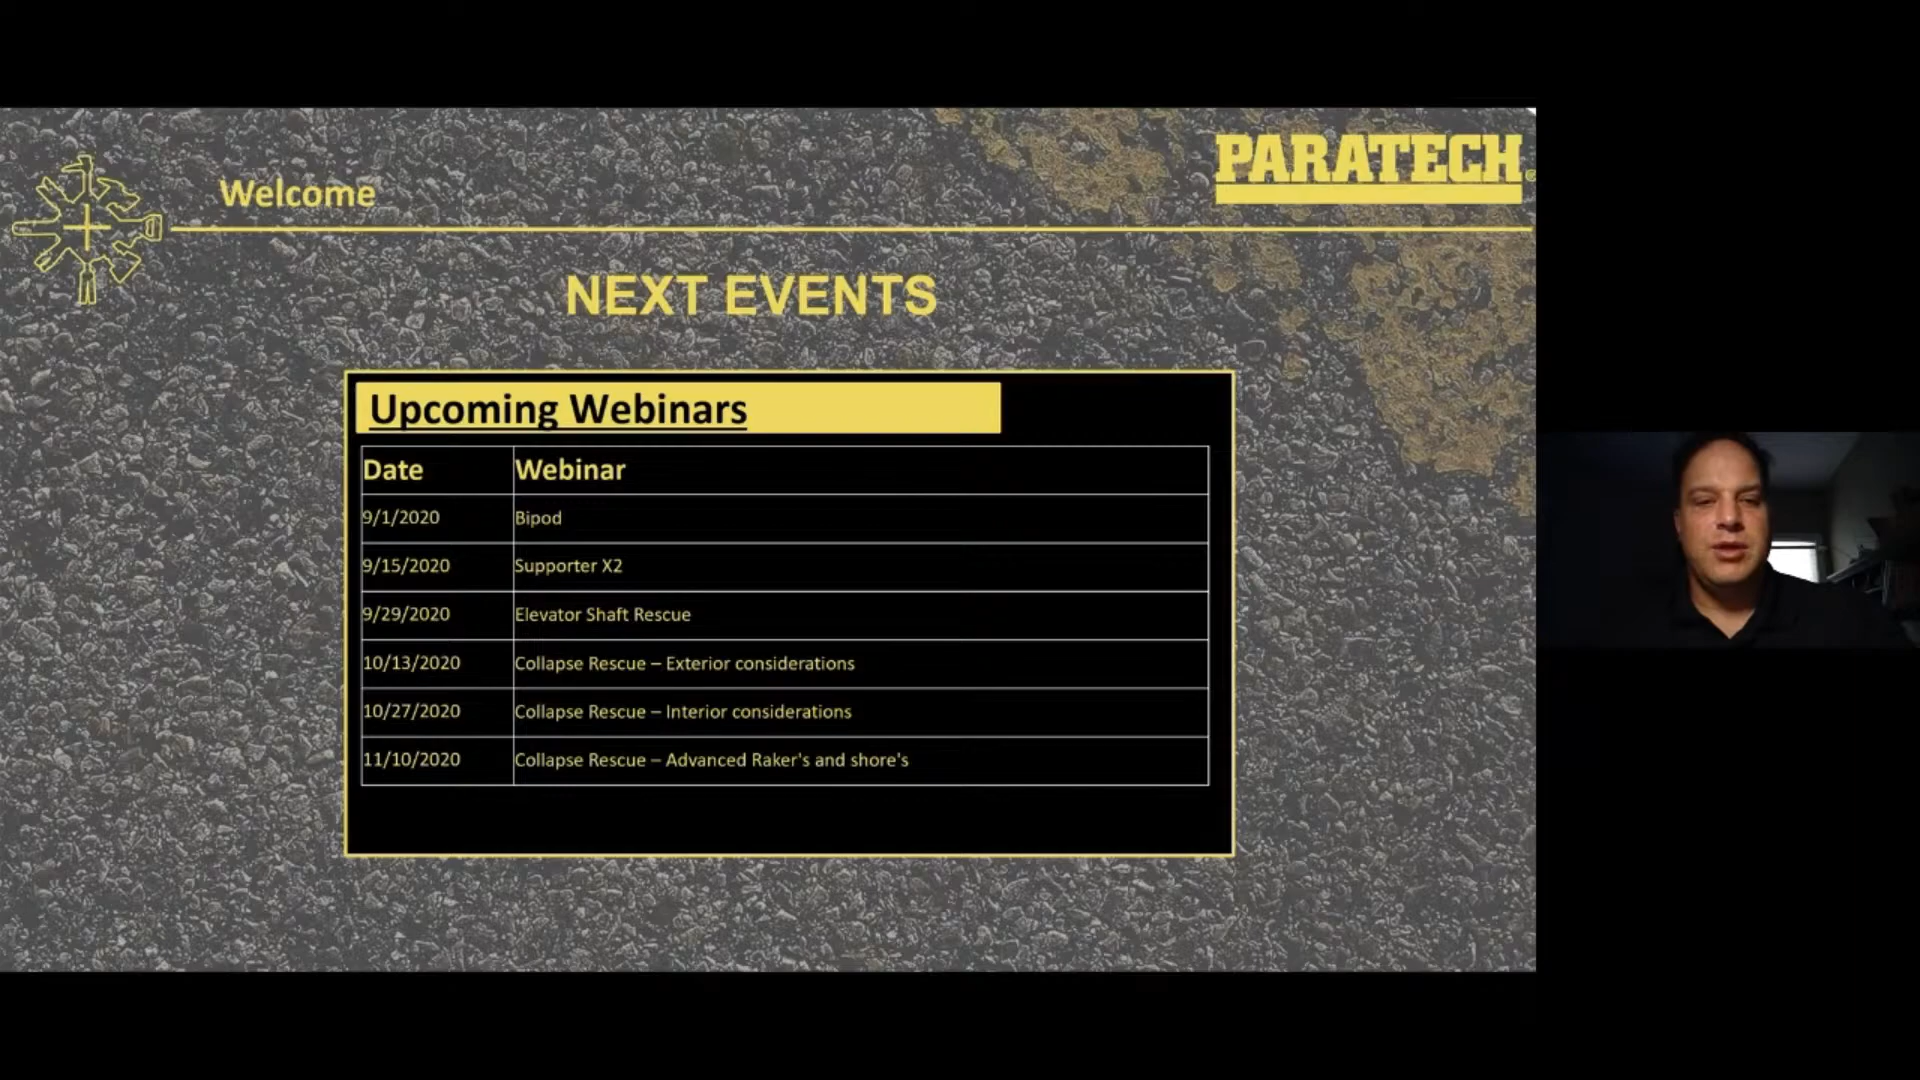 PARATECH
Welcome
NEXT EVENTS
Upcoming Webinars
Date Webinar
9/1/2020 Bipod
9/15/2020 Supporter X2
9/29/2020 Elevator Shaft Rescue
10/13/2020 Collapse Rescue – Exterior considerations
10/27/2020 Collapse Rescue – Interior considerations
11/10/2020 Collapse Rescue – Advanced Raker's and shore's